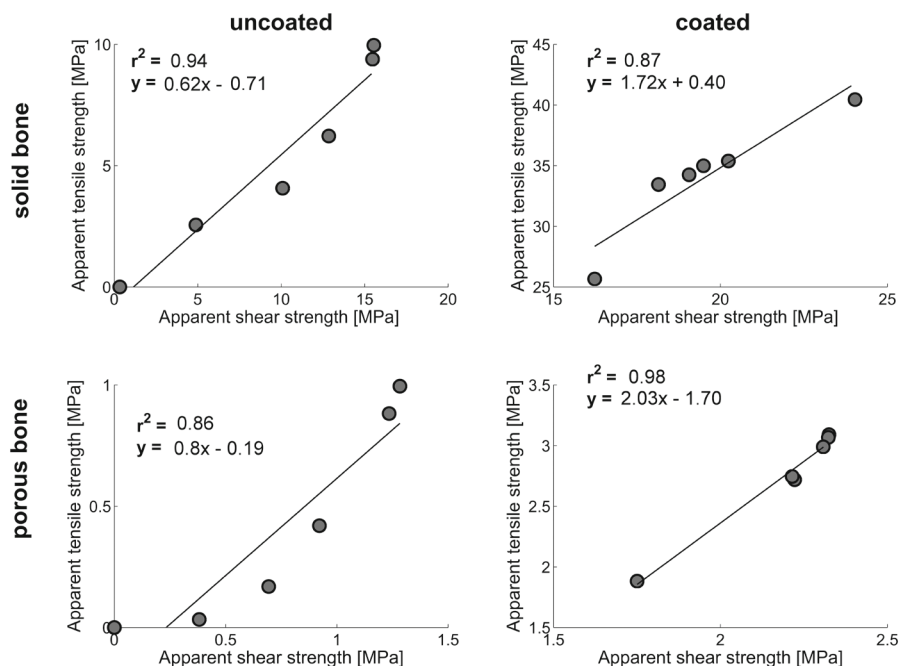 uncoated
coated
solid bone
Apparent tensile strength [MPa]
10
5
0
r² = 0.94
y = 0.62x - 0.71
0 5 10 15 20
Apparent shear strength [MPa]
Apparent tensile strength [MPa]
45
40
35
30
25
r² = 0.87
y = 1.72x + 0.40
15 20 25
Apparent shear strength [MPa]
porous bone
Apparent tensile strength [MPa]
1
0.5
0
r² = 0.86
y = 0.8x - 0.19
0 0.5 1 1.5
Apparent shear strength [MPa]
Apparent tensile strength [MPa]
3.5
3
2.5
2
1.5
r² = 0.98
y = 2.03x - 1.70
1.5 2 2.5
Apparent shear strength [MPa]